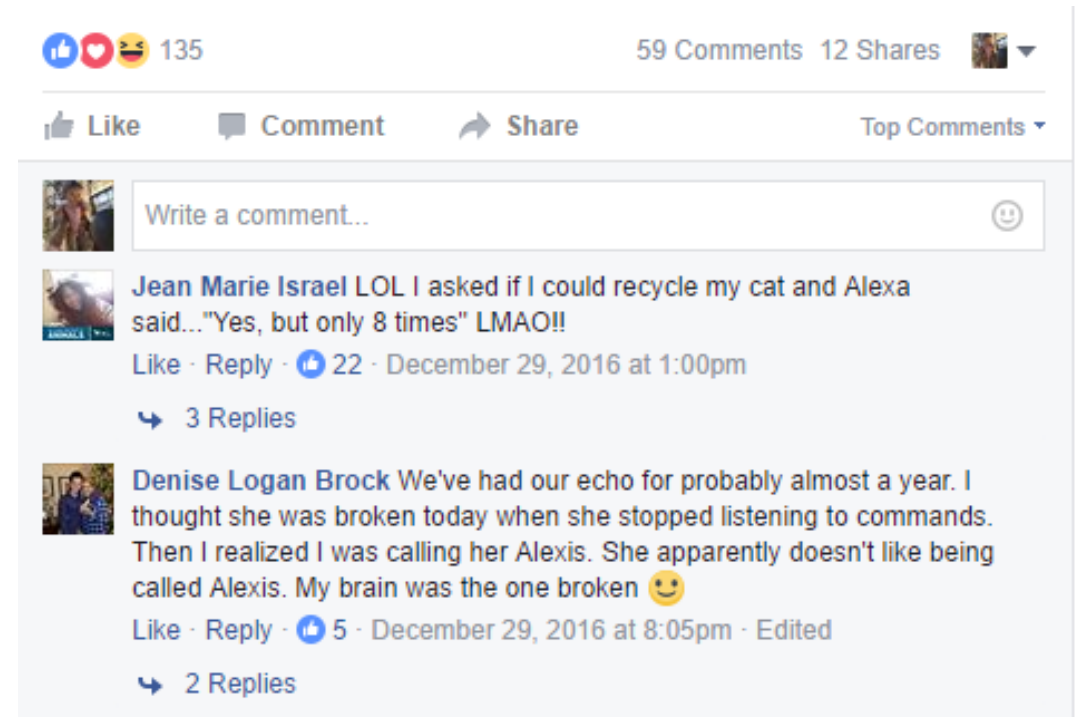 135 59 Comments 12 Shares
Like Comment Share Top Comments
Write a comment...
Jean Marie Israel LOL I asked if I could recycle my cat and Alexa
said..."Yes, but only 8 times" LMAO!!
Like · Reply · 22 · December 29, 2016 at 1:00pm
3 Replies
Denise Logan Brock We've had our echo for probably almost a year. I
thought she was broken today when she stopped listening to commands.
Then I realized I was calling her Alexis. She apparently doesn't like being
called Alexis. My brain was the one broken 🙂
Like · Reply · 5 · December 29, 2016 at 8:05pm · Edited
2 Replies